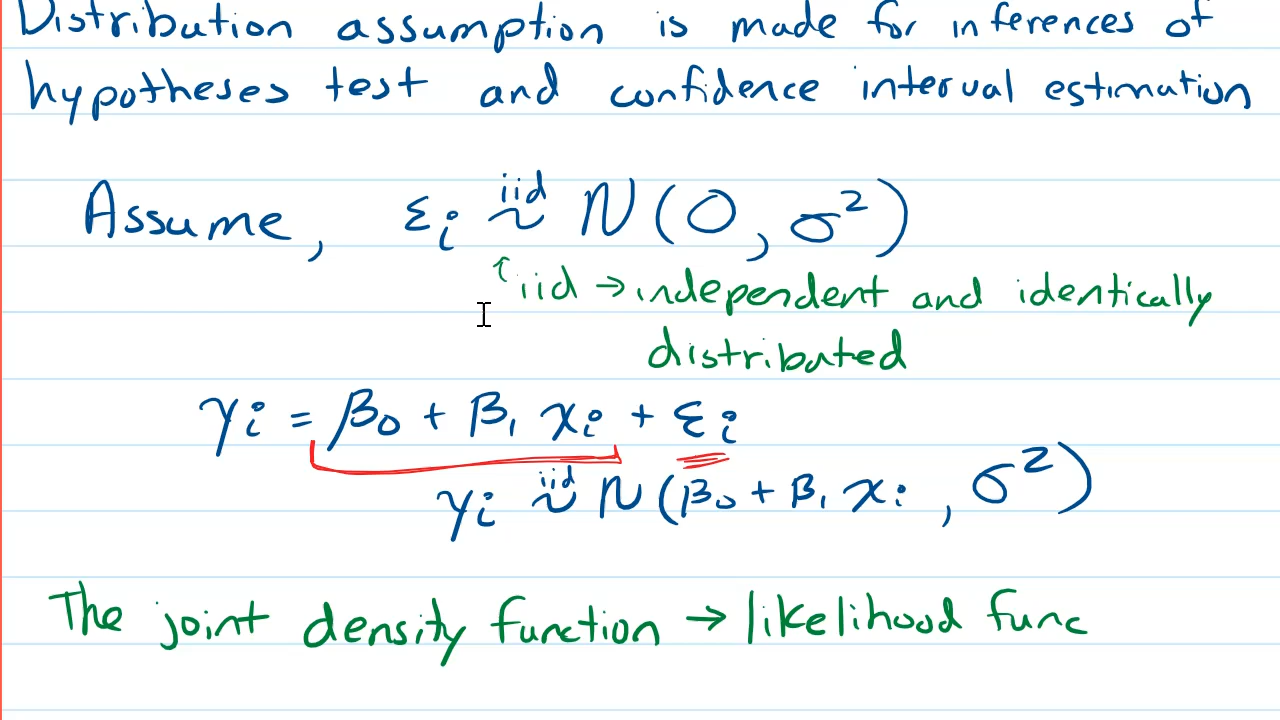 Distribution assumption is made for inferences of
hypotheses test and confidence interval estimation
Assume, εi iid ~ N(0, σ²)
↑ iid → independent and identically
distributed
yi = β0 + β1 xi + εi
yi iid ~ N(β0 + β1 xi, σ²)
The joint density function → likelihood func